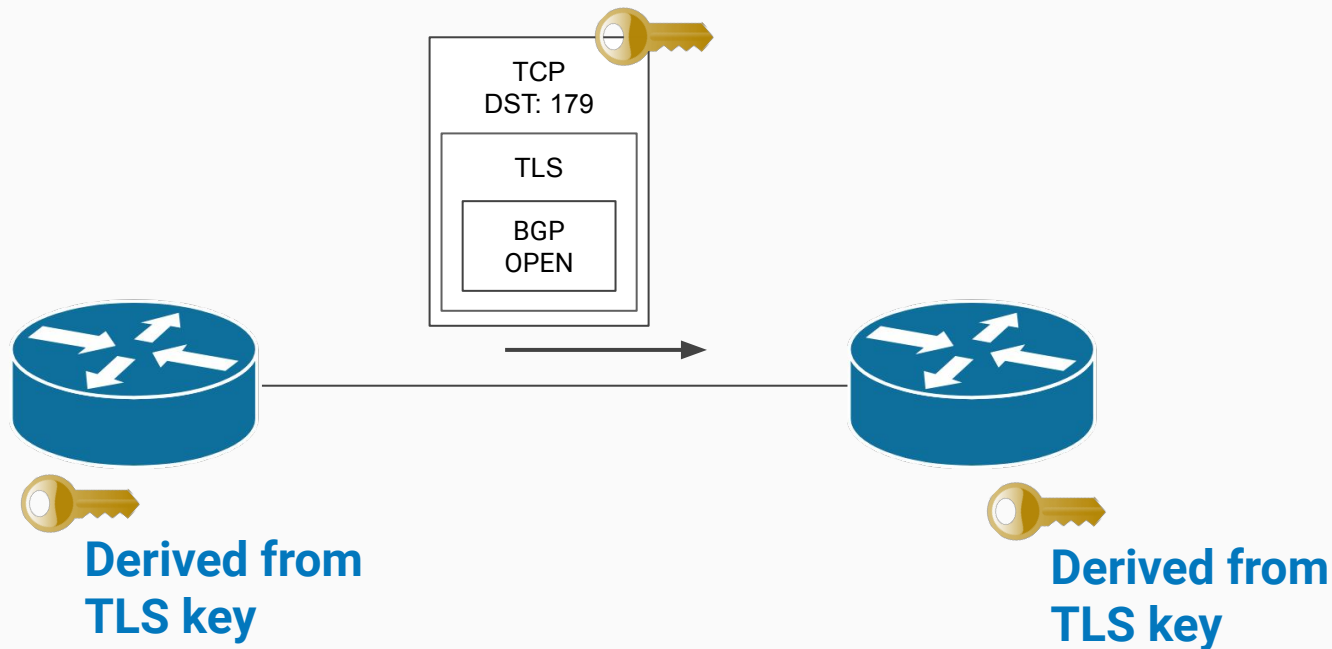 TCP
DST: 179
TLS
BGP
OPEN
Derived from
TLS key
Derived from
TLS key